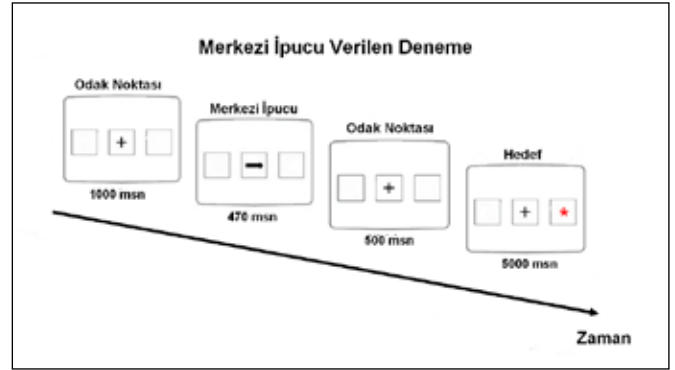 Merkezi İpucu Verilen Deneme
Odak Noktası
+
1000 msn
Merkezi İpucu
470 msn
Odak Noktası
+
500 msn
Hedef
+ *
5000 msn
Zaman